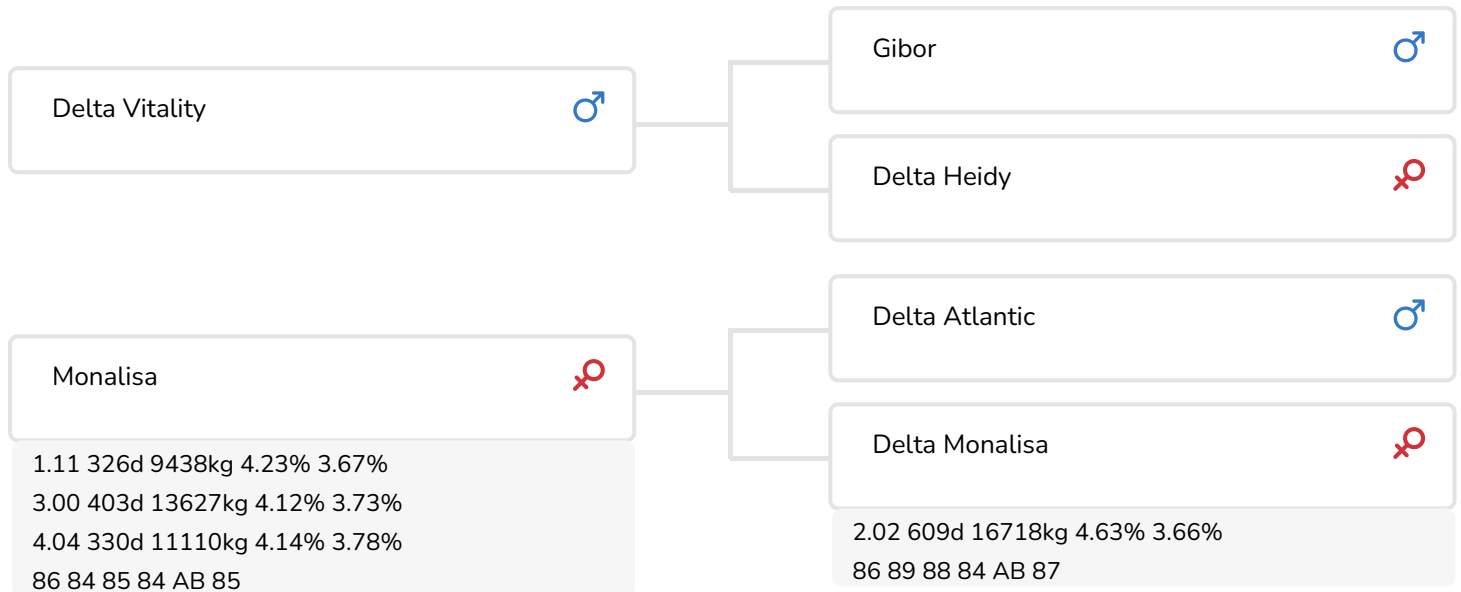 Gibor
Delta Vitality
Delta Heidy
Delta Atlantic
Monalisa
1.11 326d 9438kg 4.23% 3.67%
3.00 403d 13627kg 4.12% 3.73%
4.04 330d 11110kg 4.14% 3.78%
86 84 85 84 AB 85
Delta Monalisa
2.02 609d 16718kg 4.63% 3.66%
86 89 88 84 AB 87